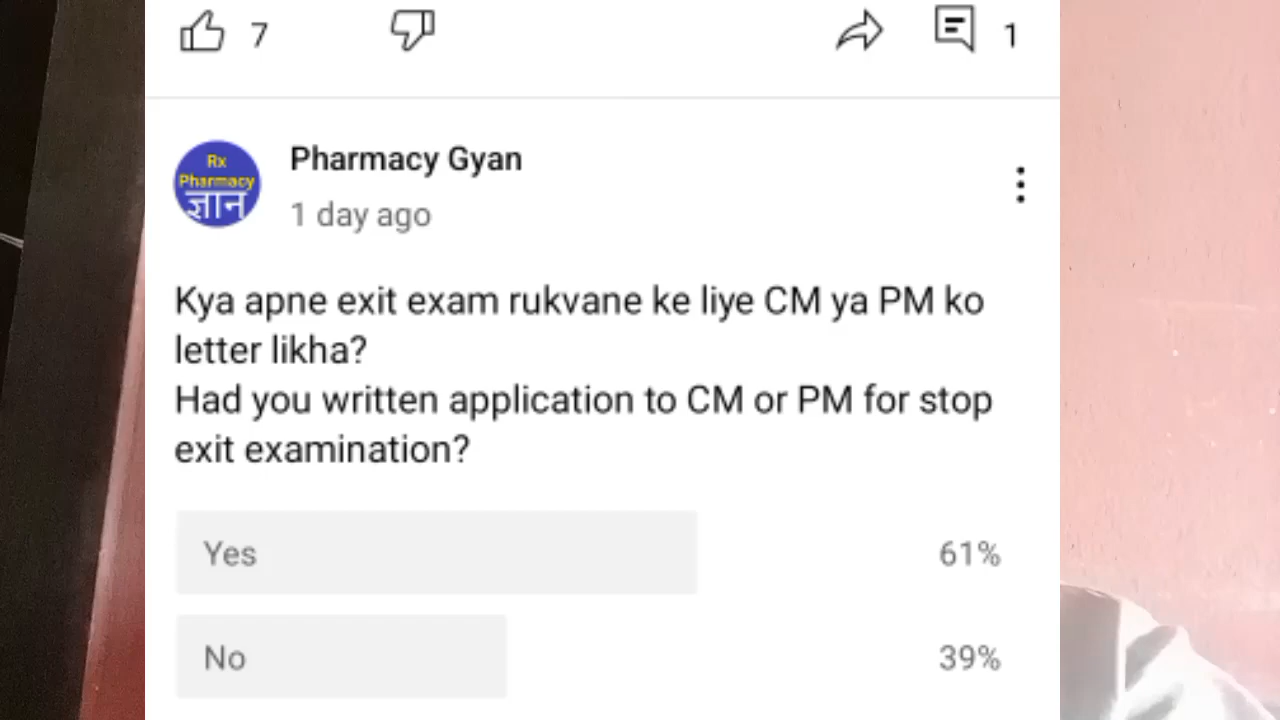 7
1
Rx
Pharmacy
ज्ञान
Pharmacy Gyan
1 day ago
Kya apne exit exam rukvane ke liye CM ya PM ko
letter likha?
Had you written application to CM or PM for stop
exit examination?
Yes 61%
No 39%